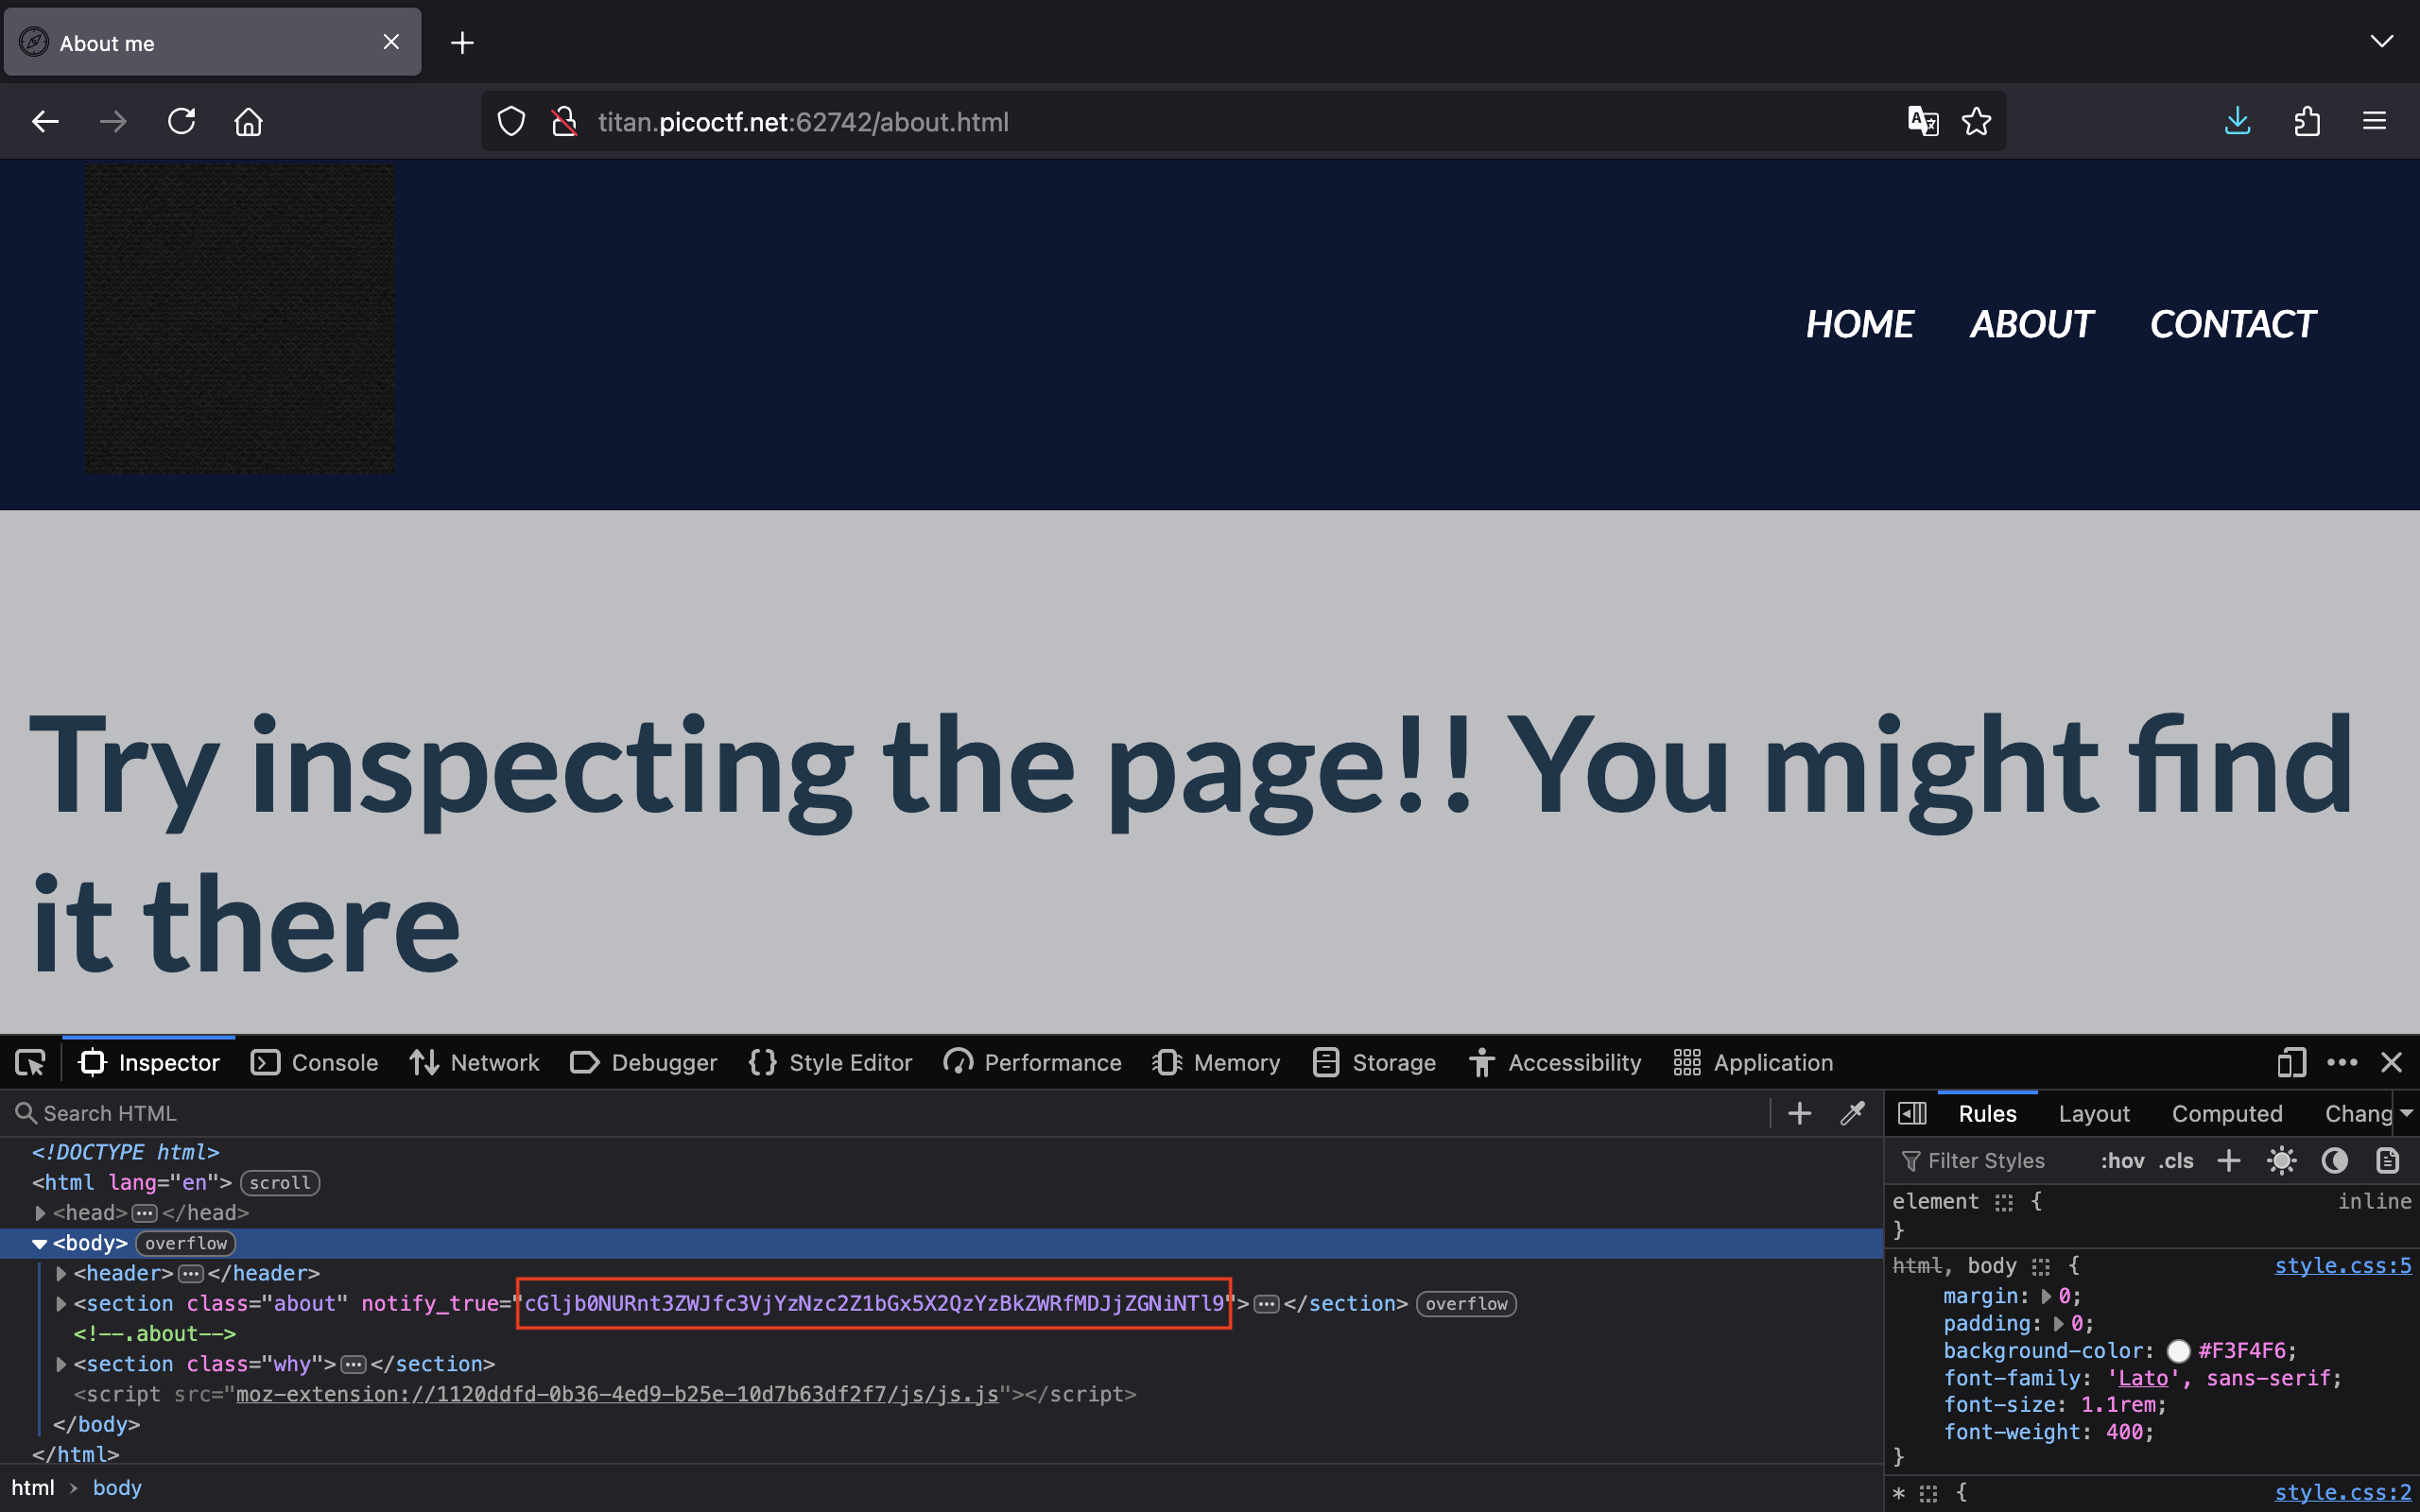 About me
titan.picoctf.net:62742/about.html
HOME ABOUT CONTACT
Try inspecting the page!! You might find
it there
Inspector Console Network Debugger Style Editor Performance Memory Storage Accessibility Application
Search HTML
Rules Layout Computed Chang
Filter Styles :hov .cls
<!DOCTYPE html>
<html lang="en"> scroll
<head> ... </head>
<body> overflow
<header> ... </header>
<section class="about" notify_true="cGljb0NURnt3ZWJfc3VjYzNzc2Z1bGx5X2QzYzBkZWRfMDJjZGNiNTl9"> ... </section> overflow
<!--.about-->
<section class="why"> ... </section>
<script src="moz-extension://1120ddfd-0b36-4ed9-b25e-10d7b63df2f7/js/js.js"></script>
</body>
</html>
html › body
element { inline
}
html, body { style.css:5
margin: 0;
padding: 0;
background-color: #F3F4F6;
font-family: 'Lato', sans-serif;
font-size: 1.1rem;
font-weight: 400;
}
* { style.css:2